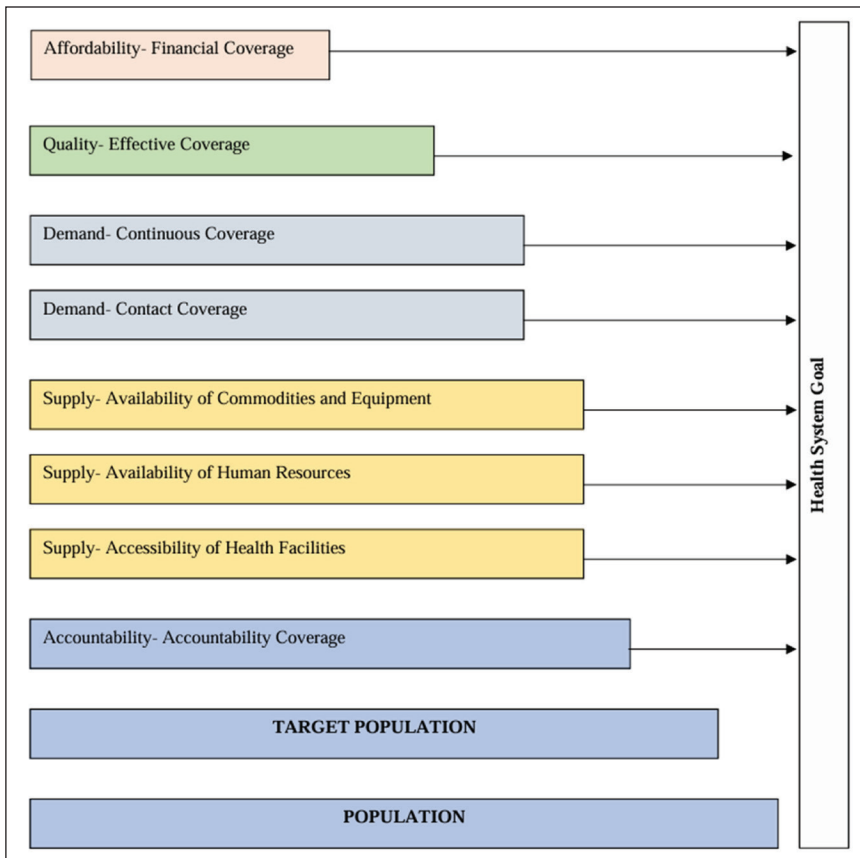 Affordability- Financial Coverage
Quality- Effective Coverage
Demand- Continuous Coverage
Demand- Contact Coverage
Supply- Availability of Commodities and Equipment
Supply- Availability of Human Resources
Supply- Accessibility of Health Facilities
Accountability- Accountability Coverage
TARGET POPULATION
POPULATION
Health System Goal